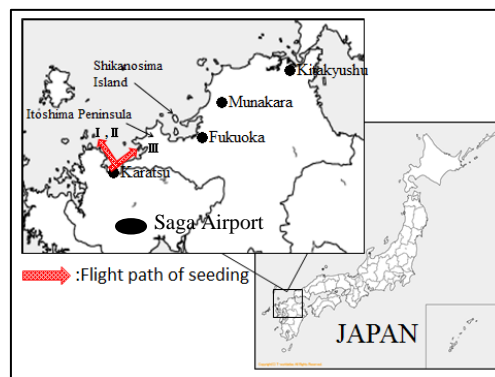 Shikanosima
Island
Kitakyushu
Munakara
Itoshima Peninsula
I , II
III
Fukuoka
Karatsu
Saga Airport
:Flight path of seeding
JAPAN